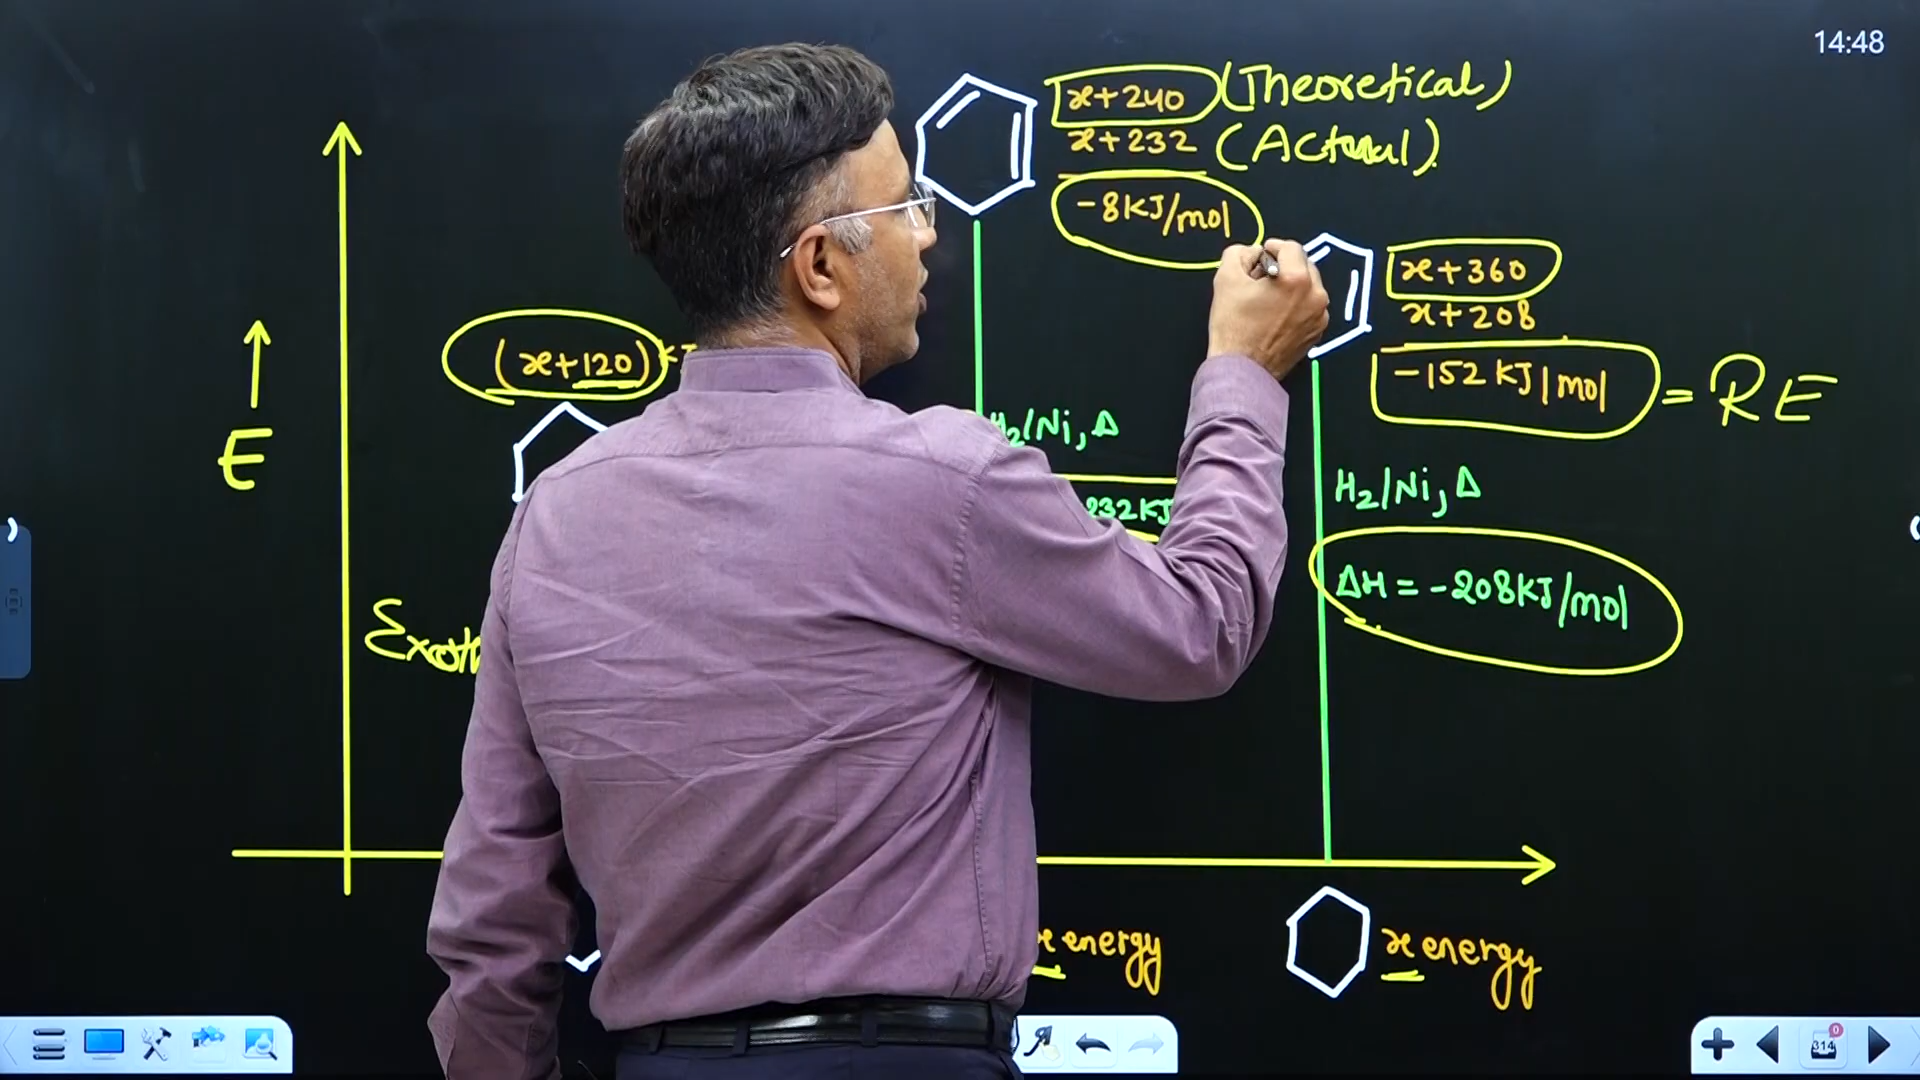 14:48
x+240 (Theoretical)
x+232 (Actual).
-8KJ/mol
x+360
x+208
-152 KJ/mol = RE
(x+120)
E
H2/Ni, Δ
232KJ
H2/Ni, Δ
ΔH = -208KJ/mol
x energy
x energy
314
0